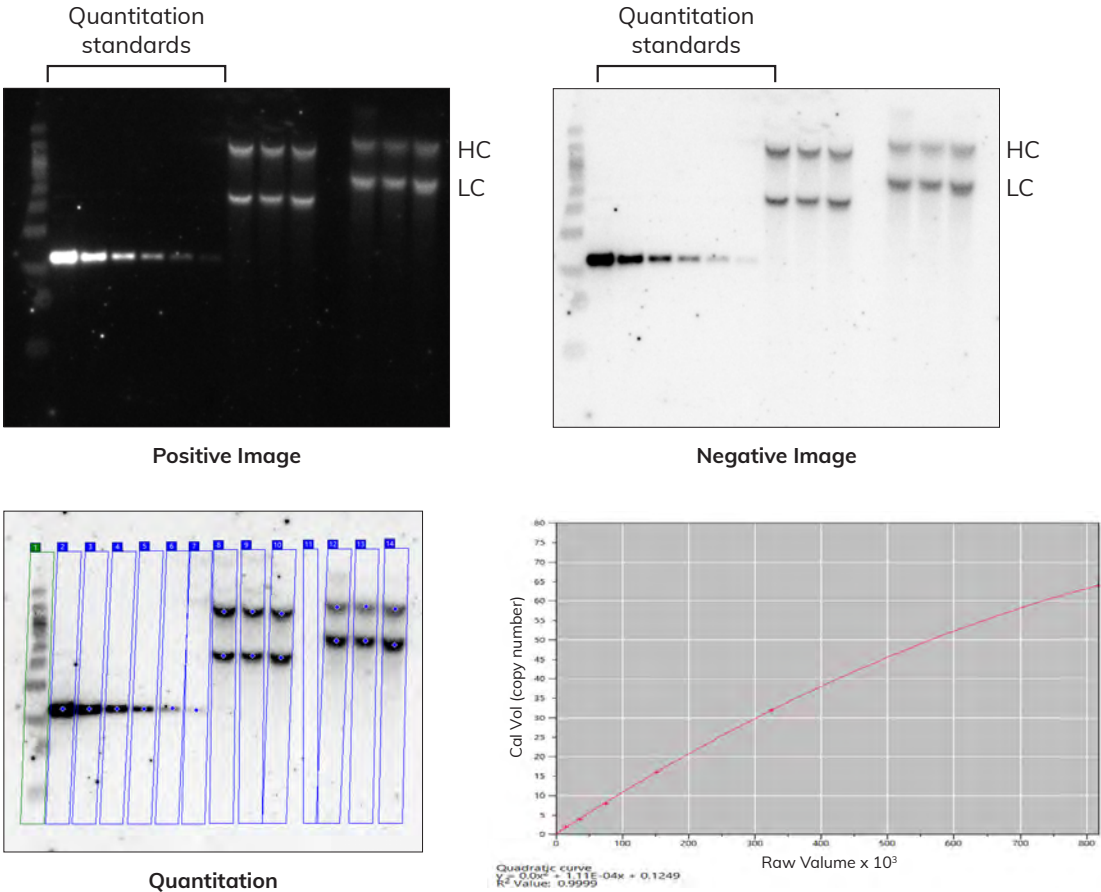 Quantitation
standards
Quantitation
standards
HC
LC
HC
LC
Positive Image
Negative Image
1 2 3 4 5 6 7 8 9 10 11 12 13 14
Quantitation
Cal Vol (copy number)
80
75
70
65
60
55
50
45
40
35
30
25
20
15
10
5
0
0 100 200 300 400 500 600 700 800
Raw Valume x 10³
Quadratic curve
y = 0.0x² + 1.11E-04x + 0.1249
R² Value: 0.9999